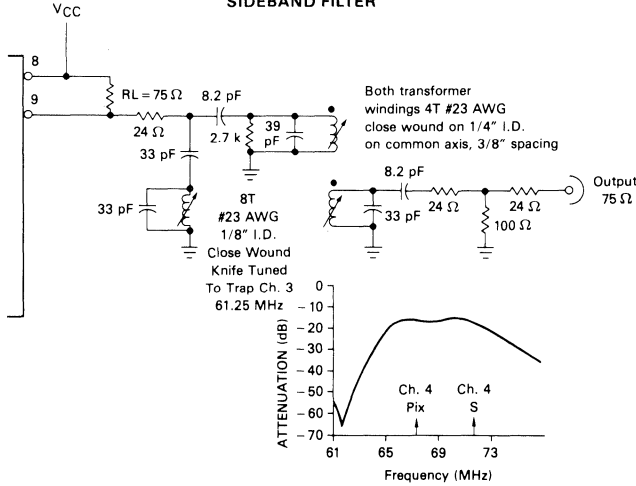 SIDEBAND FILTER
VCC
8
9
RL = 75 Ω
24 Ω
8.2 pF
2.7 k
39
pF
33 pF
33 pF
8T
#23 AWG
1/8" I.D.
Close Wound
Knife Tuned
To Trap Ch. 3
61.25 MHz
Both transformer
windings 4T #23 AWG
close wound on 1/4" I.D.
on common axis, 3/8" spacing
8.2 pF
33 pF
24 Ω
24 Ω
100 Ω
Output
75 Ω
ATTENUATION (dB)
0
– 10
– 20
– 30
– 40
– 50
– 60
– 70
Ch. 4
Pix
Ch. 4
S
61
65
69
73
Frequency (MHz)